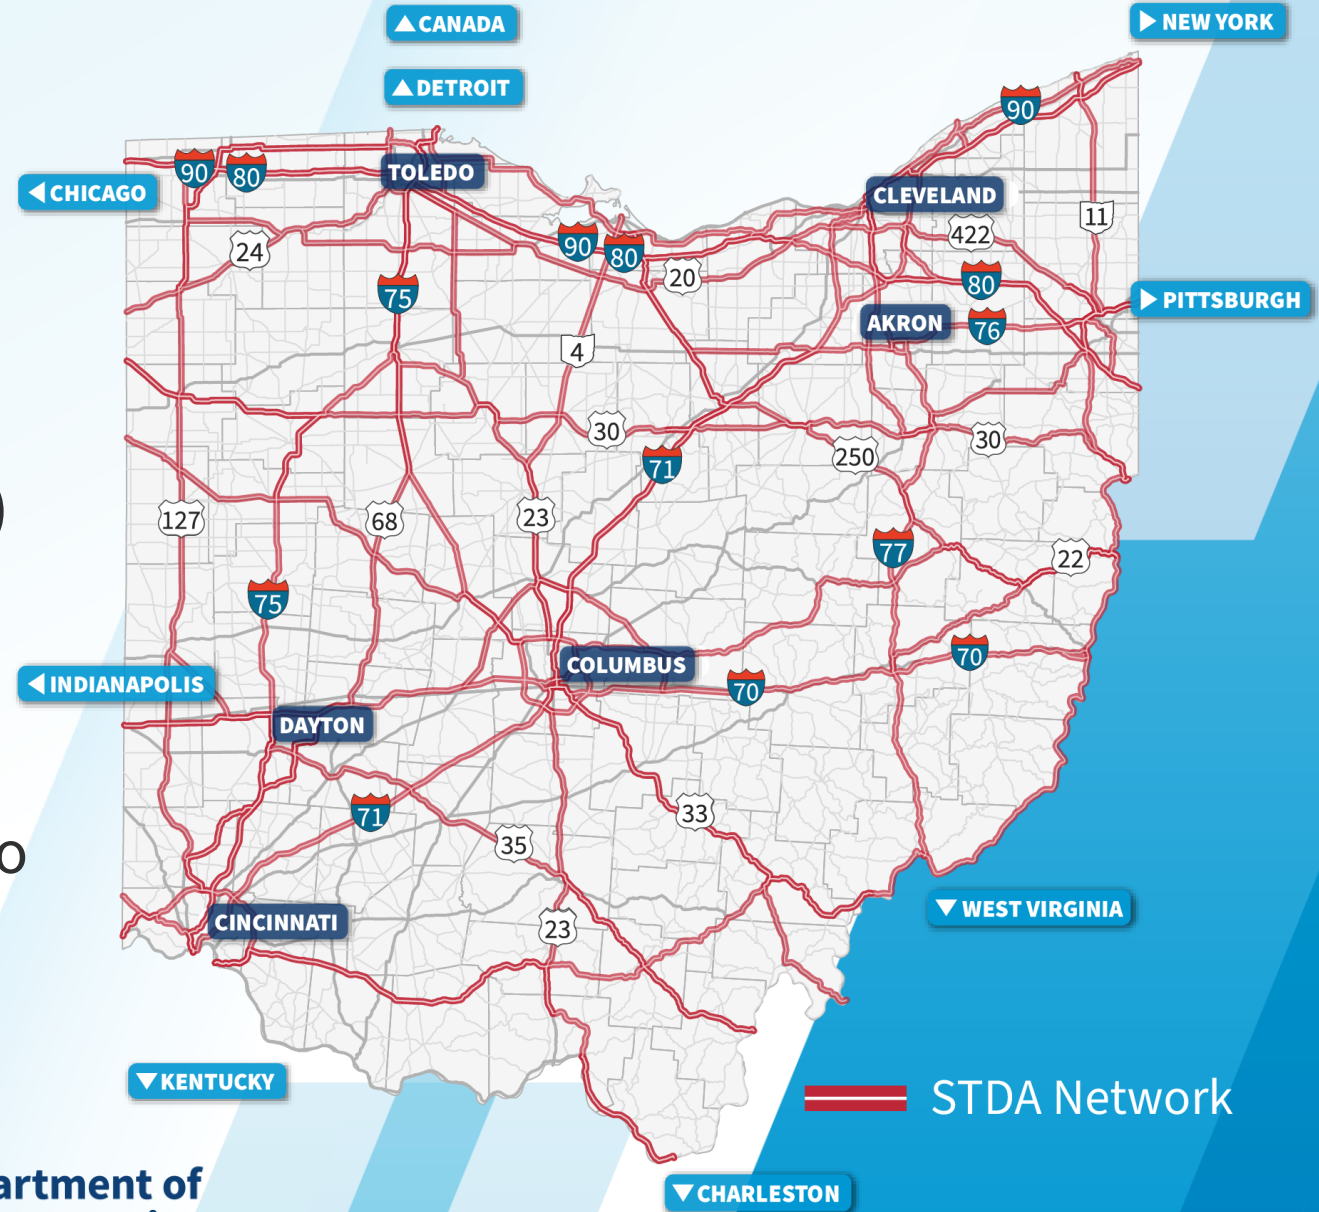 CANADA
NEW YORK
DETROIT
90
90
80
TOLEDO
CHICAGO
CLEVELAND
11
24
422
90
80
20
80
75
PITTSBURGH
AKRON
76
4
30
30
250
71
127
68
23
)
77
22
75
70
COLUMBUS
INDIANAPOLIS
70
DAYTON
71
33
35
o
WEST VIRGINIA
CINCINNATI
23
KENTUCKY
STDA Network
artment of
CHARLESTON